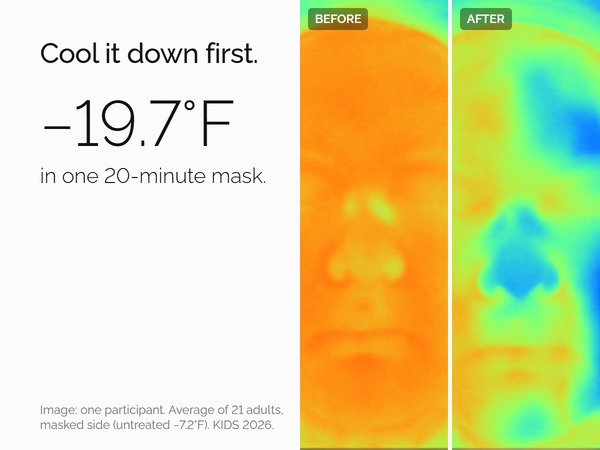 Cool it down first.
−19.7°F
in one 20-minute mask.
Image: one participant. Average of 21 adults,
masked side (untreated −7.2°F). KIDS 2026.
BEFORE
AFTER